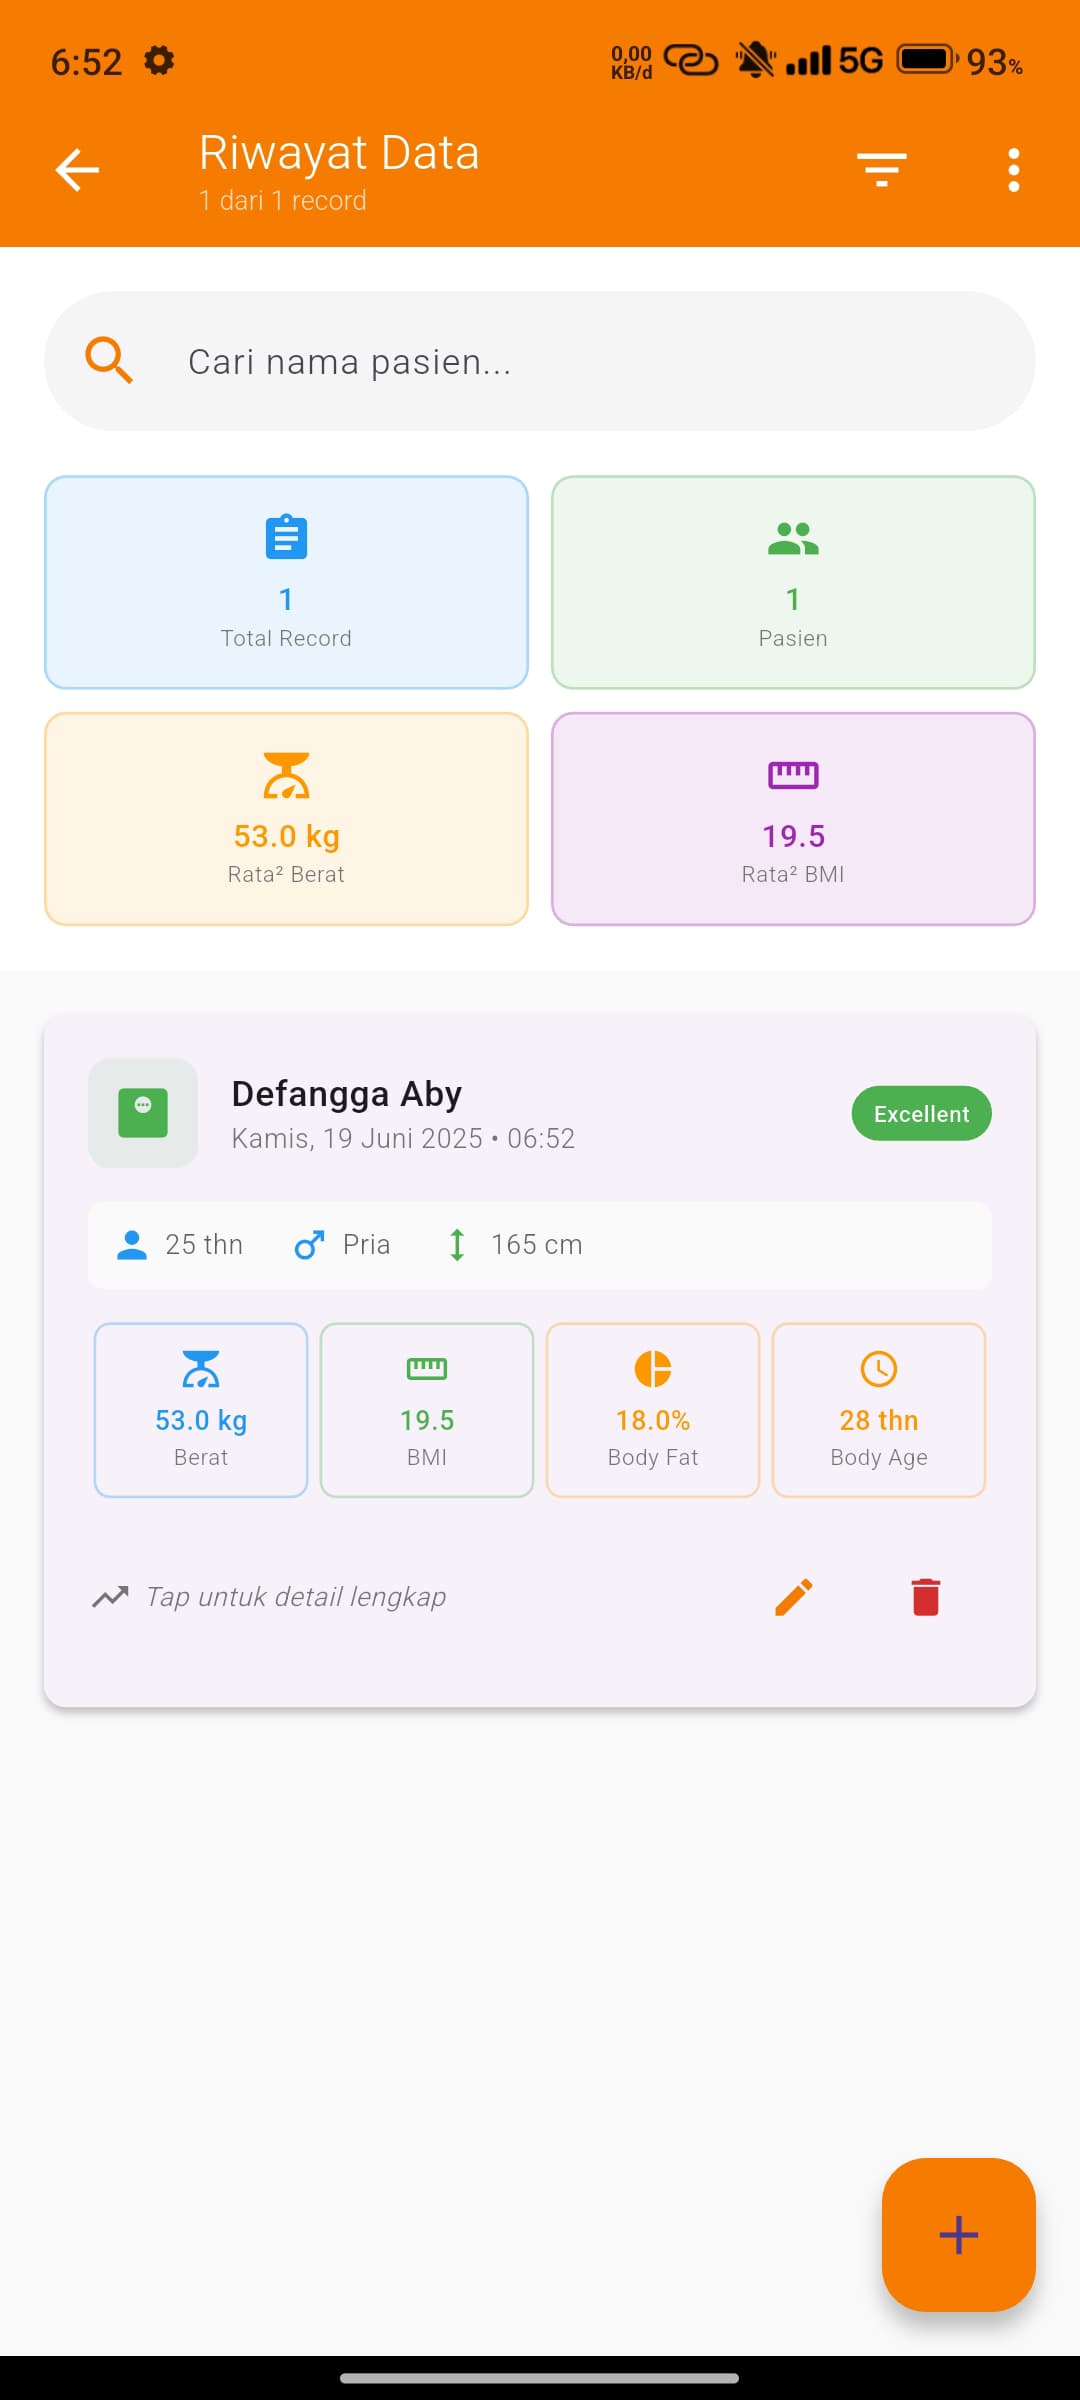 6:52
0,00
KB/d
5G
93%
Riwayat Data
1 dari 1 record
Cari nama pasien...
1
Total Record
1
Pasien
53.0 kg
Rata² Berat
19.5
Rata² BMI
Defangga Aby
Kamis, 19 Juni 2025 • 06:52
Excellent
25 thn
Pria
165 cm
53.0 kg
Berat
19.5
BMI
18.0%
Body Fat
28 thn
Body Age
Tap untuk detail lengkap